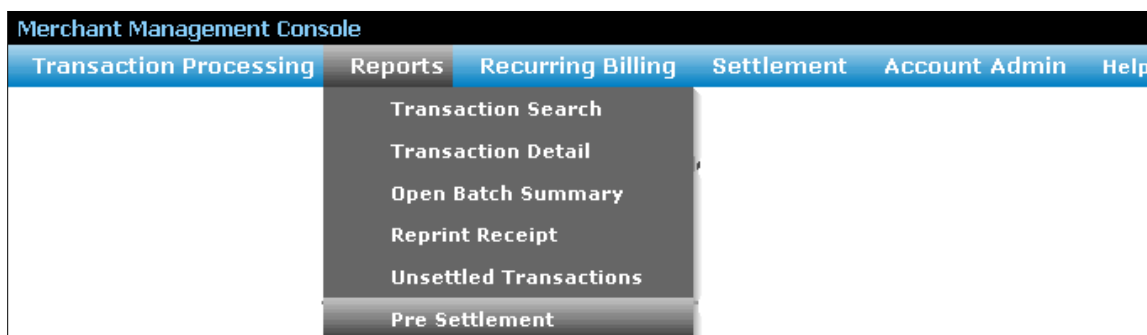 Merchant Management Console
Transaction Processing Reports Recurring Billing Settlement Account Admin Help
Transaction Search
Transaction Detail
Open Batch Summary
Reprint Receipt
Unsettled Transactions
Pre Settlement